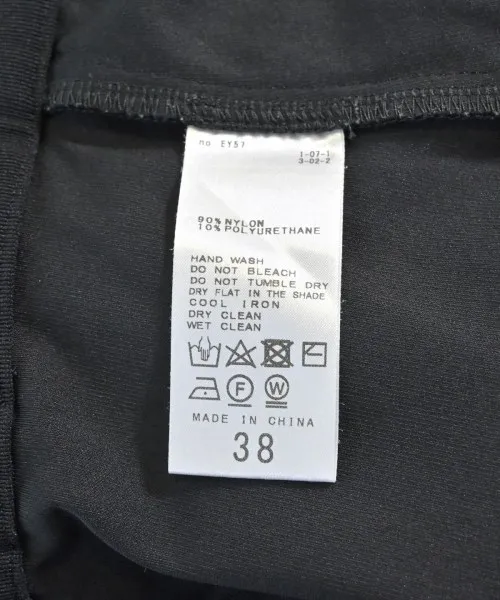 no EY57
1-07-1
3-02-2
90% NYLON
10% POLYURETHANE
HAND WASH
DO NOT BLEACH
DO NOT TUMBLE DRY
DRY FLAT IN THE SHADE
COOL IRON
DRY CLEAN
WET CLEAN
F W
MADE IN CHINA
38